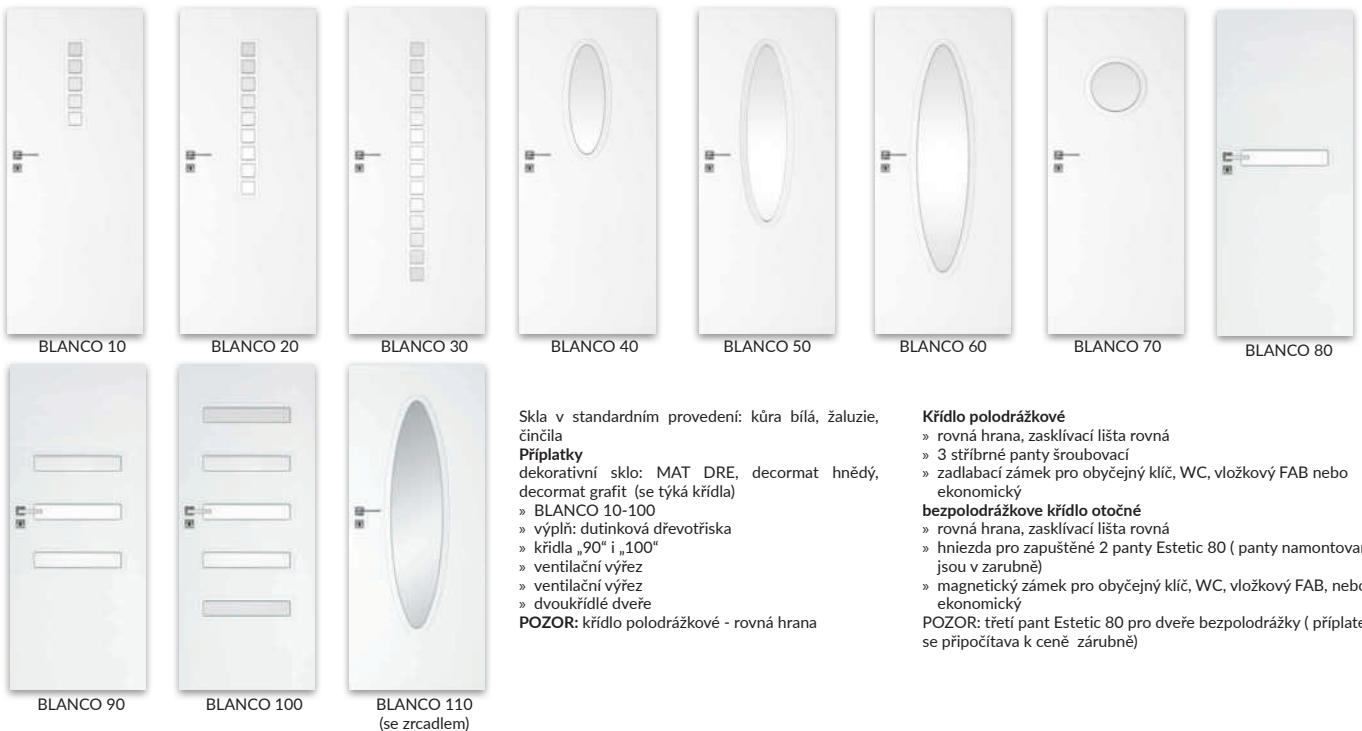 BLANCO 10
BLANCO 20
BLANCO 30
BLANCO 40
BLANCO 50
BLANCO 60
BLANCO 70
BLANCO 80
BLANCO 90
BLANCO 100
BLANCO 110
(se zrcadlem)
Skla v standardním provedení: kůra bílá, žaluzie,
činčila
Příplatky
dekorativní sklo: MAT DRE, decormat hnědý,
decormat grafit (se týká křídla)
» BLANCO 10-100
» výplň: dutinková dřevotřiska
» křidla „90“ i „100“
» ventilační výřez
» ventilační výřez
» dvoukřídlé dveře
POZOR: křídlo polodrážkové - rovná hrana
Křídlo polodrážkové
» rovná hrana, zasklívací lišta rovná
» 3 stříbrné panty šroubovací
» zadlabací zámek pro obyčejný klíč, WC, vložkový FAB nebo
ekonomický
bezpolodrážkove křídlo otočné
» rovná hrana, zasklívací lišta rovná
» hniezda pro zapuštěné 2 panty Estetic 80 ( panty namontovan
jsou v zarubně)
» magnetický zámek pro obyčejný klíč, WC, vložkový FAB, nebo
ekonomický
POZOR: třetí pant Estetic 80 pro dveře bezpolodrážky ( příplate
se připočítava k ceně zárubně)